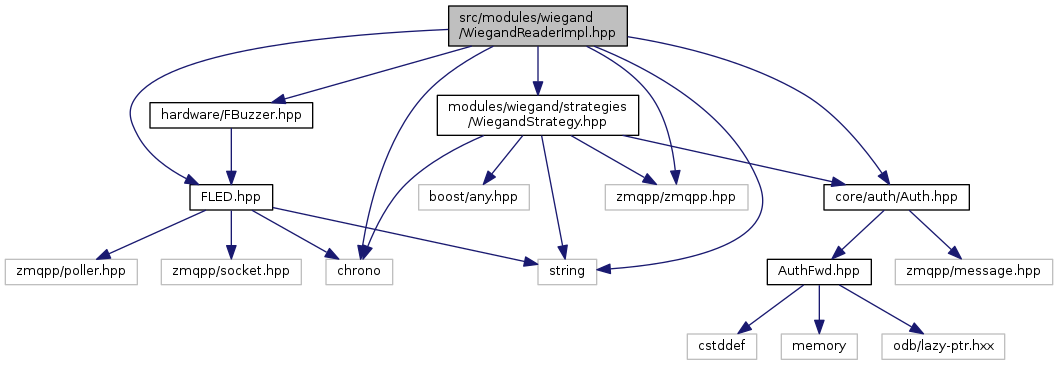 src/modules/wiegand
/WiegandReaderImpl.hpp
hardware/FBuzzer.hpp
modules/wiegand/strategies
/WiegandStrategy.hpp
FLED.hpp
boost/any.hpp
zmqpp/zmqpp.hpp
core/auth/Auth.hpp
zmqpp/poller.hpp
zmqpp/socket.hpp
chrono
string
AuthFwd.hpp
zmqpp/message.hpp
cstddef
memory
odb/lazy-ptr.hxx